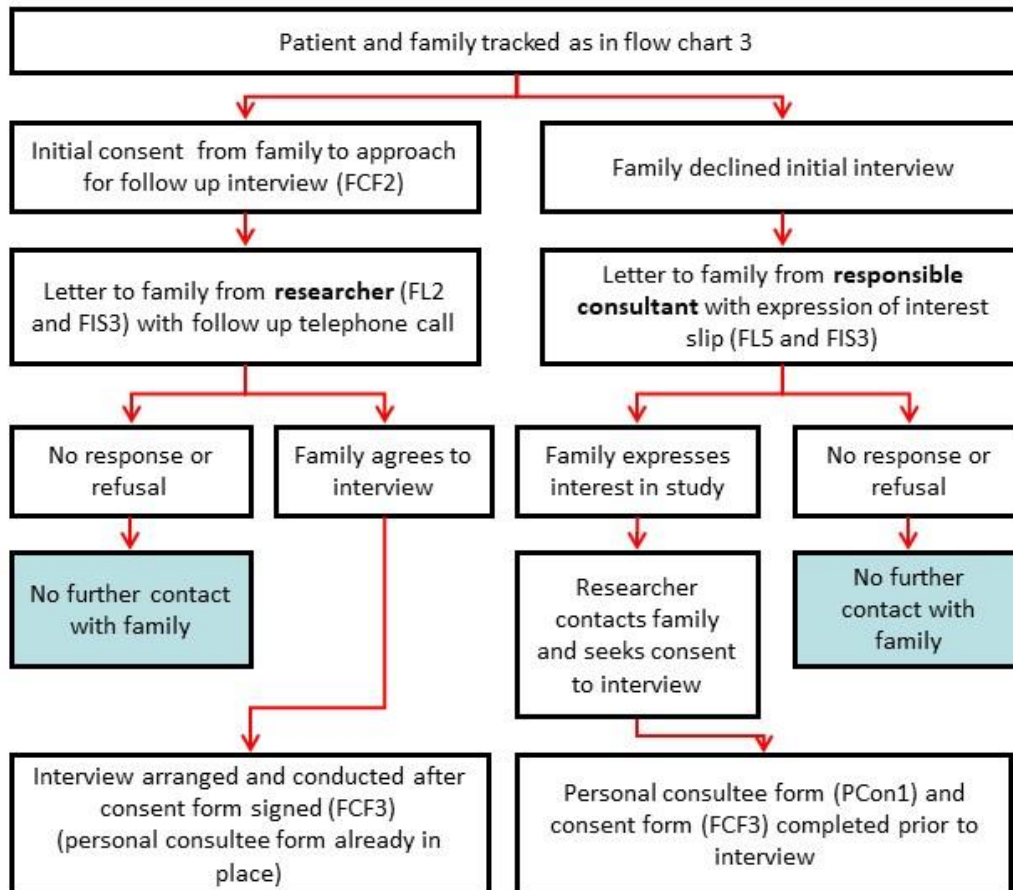 Patient and family tracked as in flow chart 3
Initial consent from family to approach
for follow up interview (FCF2)
Family declined initial interview
Letter to family from researcher (FL2
and FIS3) with follow up telephone call
Letter to family from responsible
consultant with expression of interest
slip (FL5 and FIS3)
No response or
refusal
Family agrees to
interview
Family expresses
interest in study
No response or
refusal
No further contact
with family
Researcher
contacts family
and seeks consent
to interview
No further
contact with
family
Interview arranged and conducted after
consent form signed (FCF3)
(personal consultee form already in
place)
Personal consultee form (PCon1) and
consent form (FCF3) completed prior to
interview